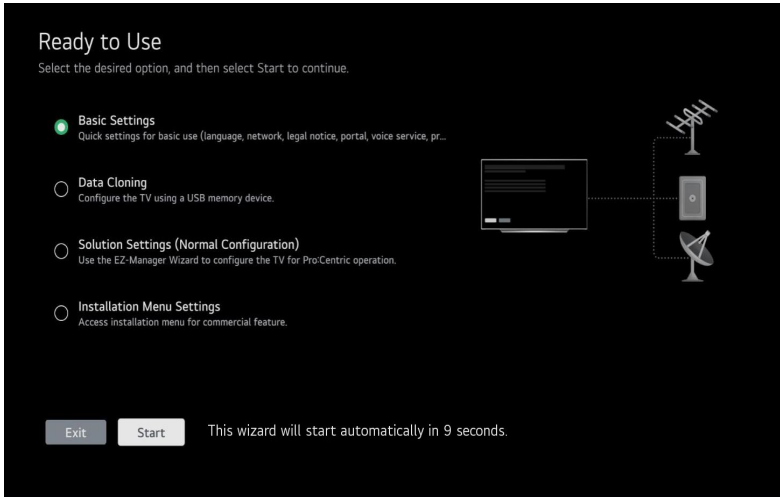 Ready to Use
Select the desired option, and then select Start to continue.
Basic Settings
Quick settings for basic use (language, network, legal notice, portal, voice service, pr...
Data Cloning
Configure the TV using a USB memory device.
Solution Settings (Normal Configuration)
Use the EZ-Manager Wizard to configure the TV for Pro:Centric operation.
Installation Menu Settings
Access installation menu for commercial feature.
Exit
Start
This wizard will start automatically in 9 seconds.